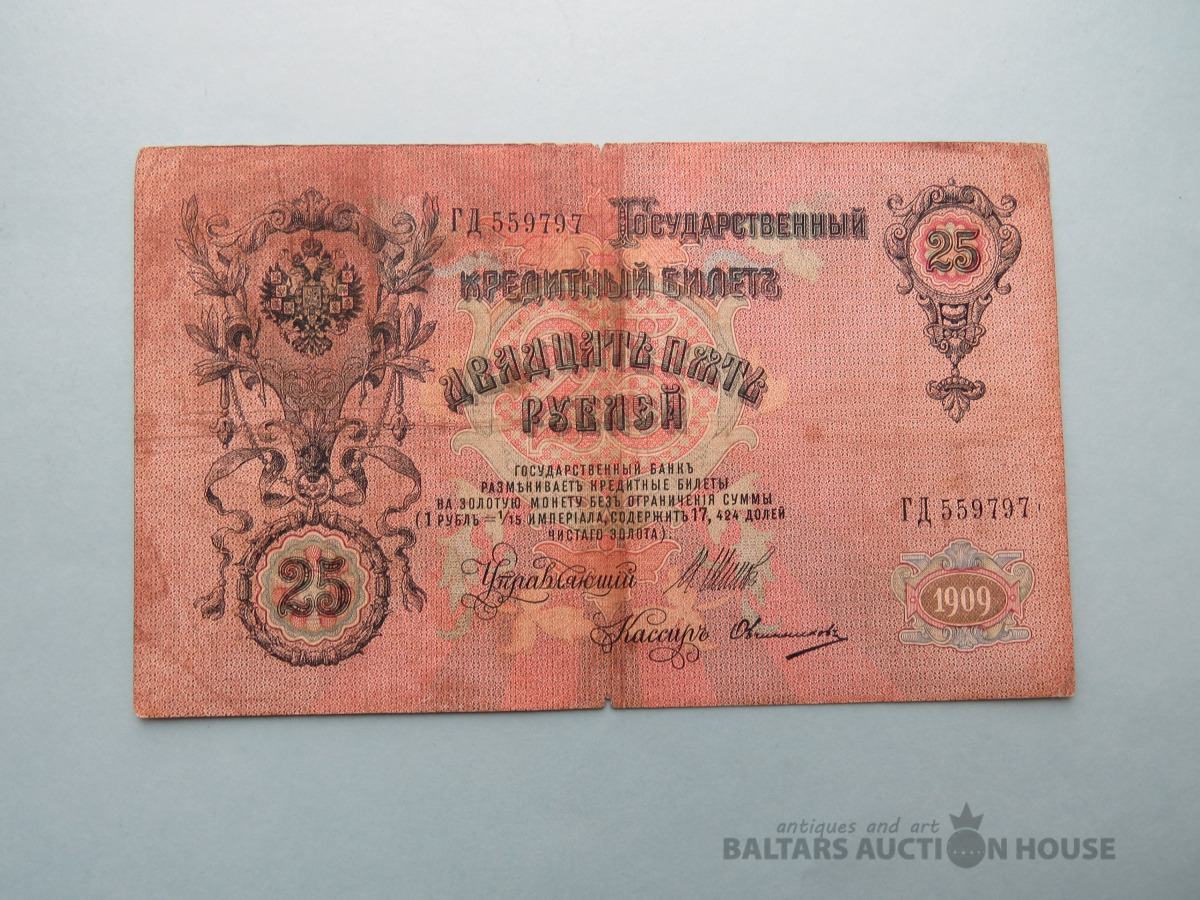 ГД 559797
Государственный
25
кредитный билетъ
двадцать пять
рублей
Государственный Банкъ
размѣниваетъ кредитные билеты
на золотую монету безъ ограниченія суммы
(1 рубль = 1/15 имперіала, содержитъ 17, 424 долей
чистаго золота).
ГД 559797
25
Управляющій
Кассиръ Овчинниковъ
1909
antiques and art
BALTARS AUCTION HOUSE